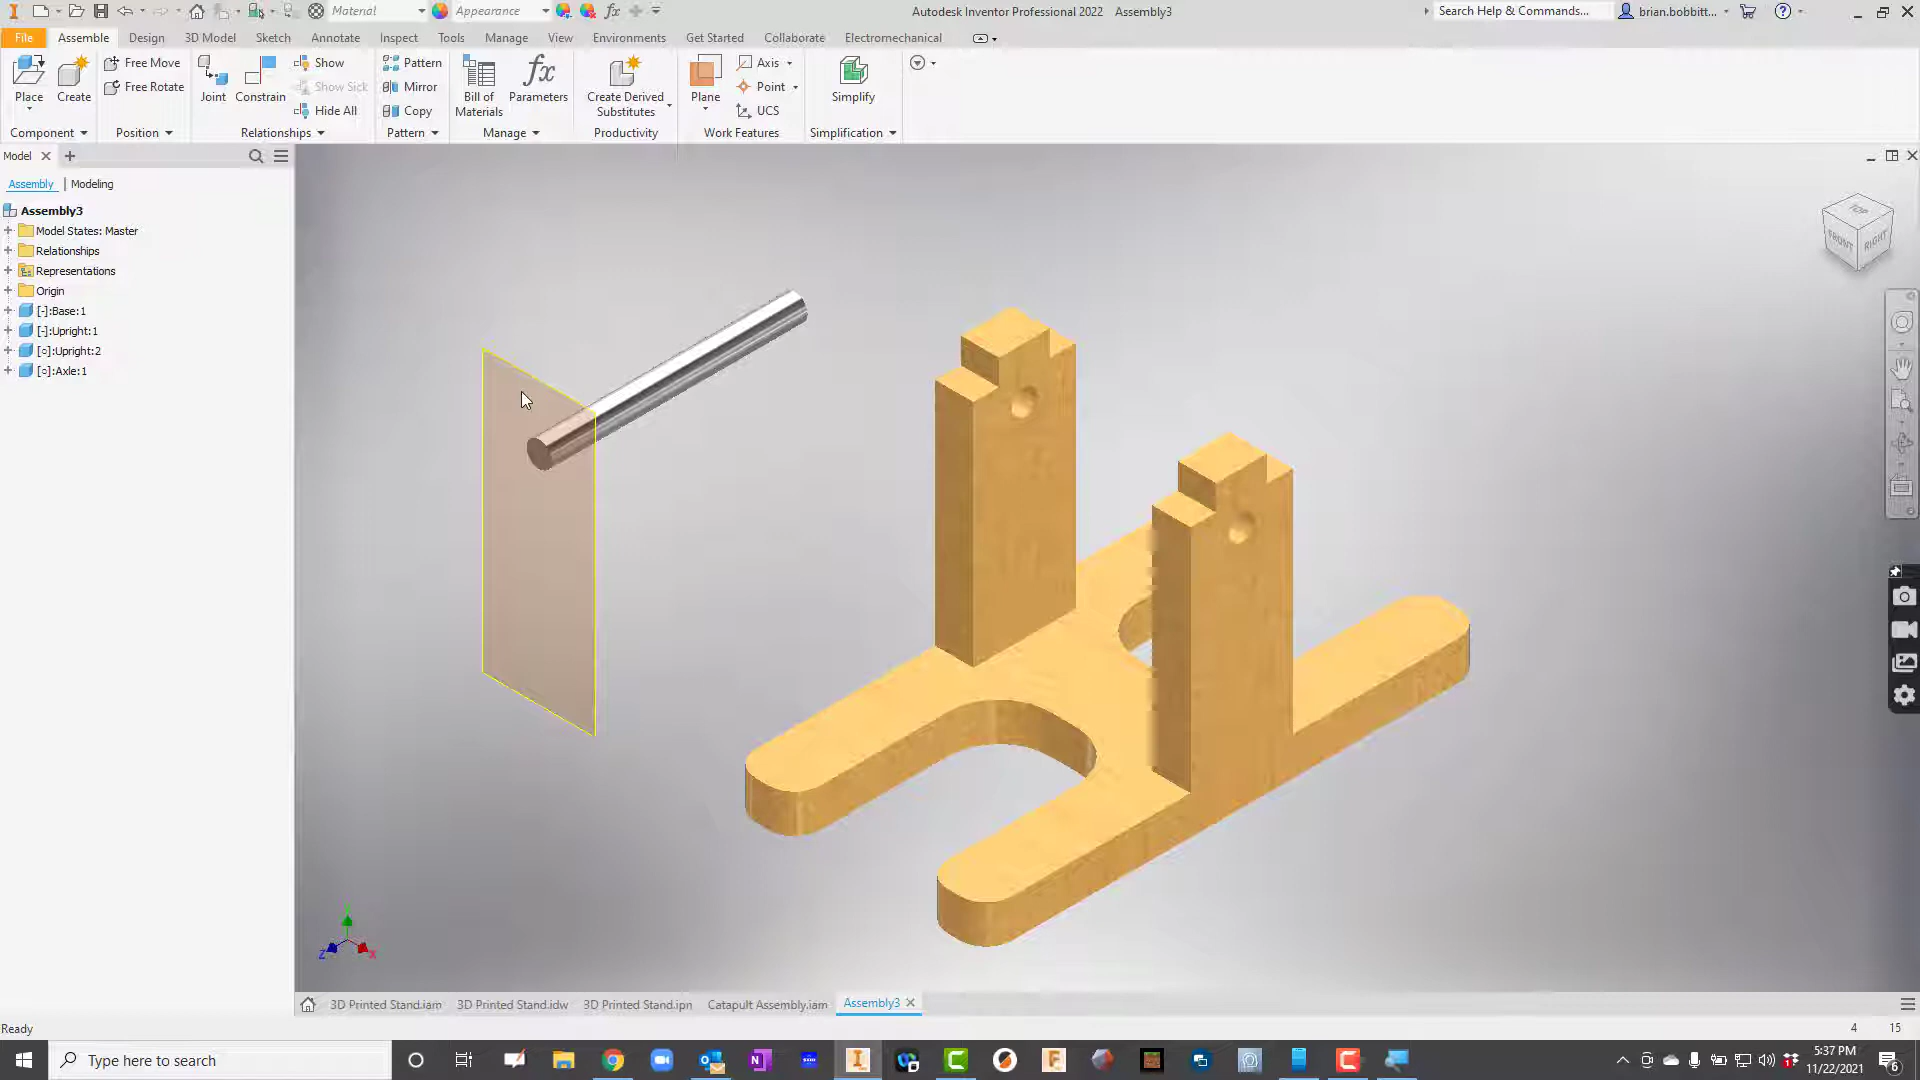 Material
Appearance
Autodesk Inventor Professional 2022 Assembly3
Search Help & Commands...
brian.bobbitt...
File Assemble Design 3D Model Sketch Annotate Inspect Tools Manage View Environments Get Started Collaborate Electromechanical
Place
Create
Free Move
Free Rotate
Joint
Constrain
Show
Show Sick
Hide All
Pattern
Mirror
Copy
Bill of
Materials
Parameters
Create Derived
Substitutes
Plane
Axis
Point
UCS
Simplify
Component Position Relationships Pattern Manage Productivity Work Features Simplification
Model
Assembly | Modeling
Assembly3
Model States: Master
Relationships
Representations
Origin
[-]:Base:1
[-]:Upright:1
[○]:Upright:2
[○]:Axle:1
TOP
FRONT
RIGHT
Z
X
3D Printed Stand.iam 3D Printed Stand.idw 3D Printed Stand.ipn Catapult Assembly.iam Assembly3
Ready
4 15
Type here to search
5:37 PM
11/22/2021
6